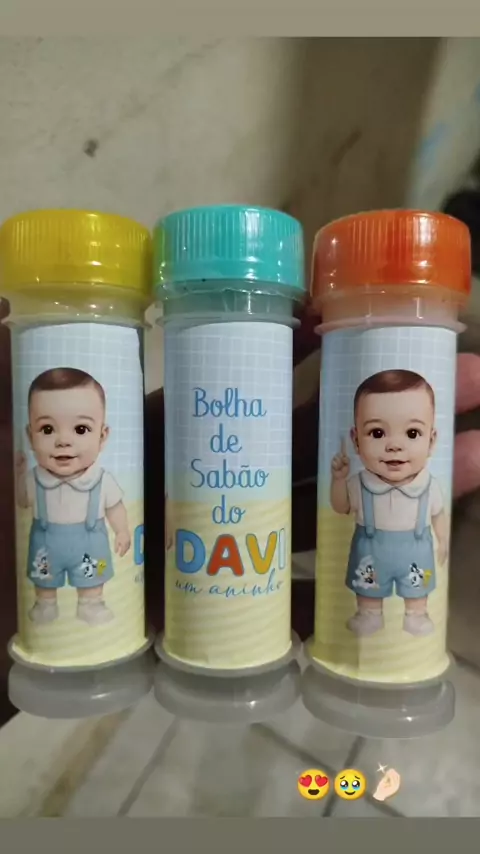 Bolha
de
Sabão
do
DAVI
um aninho